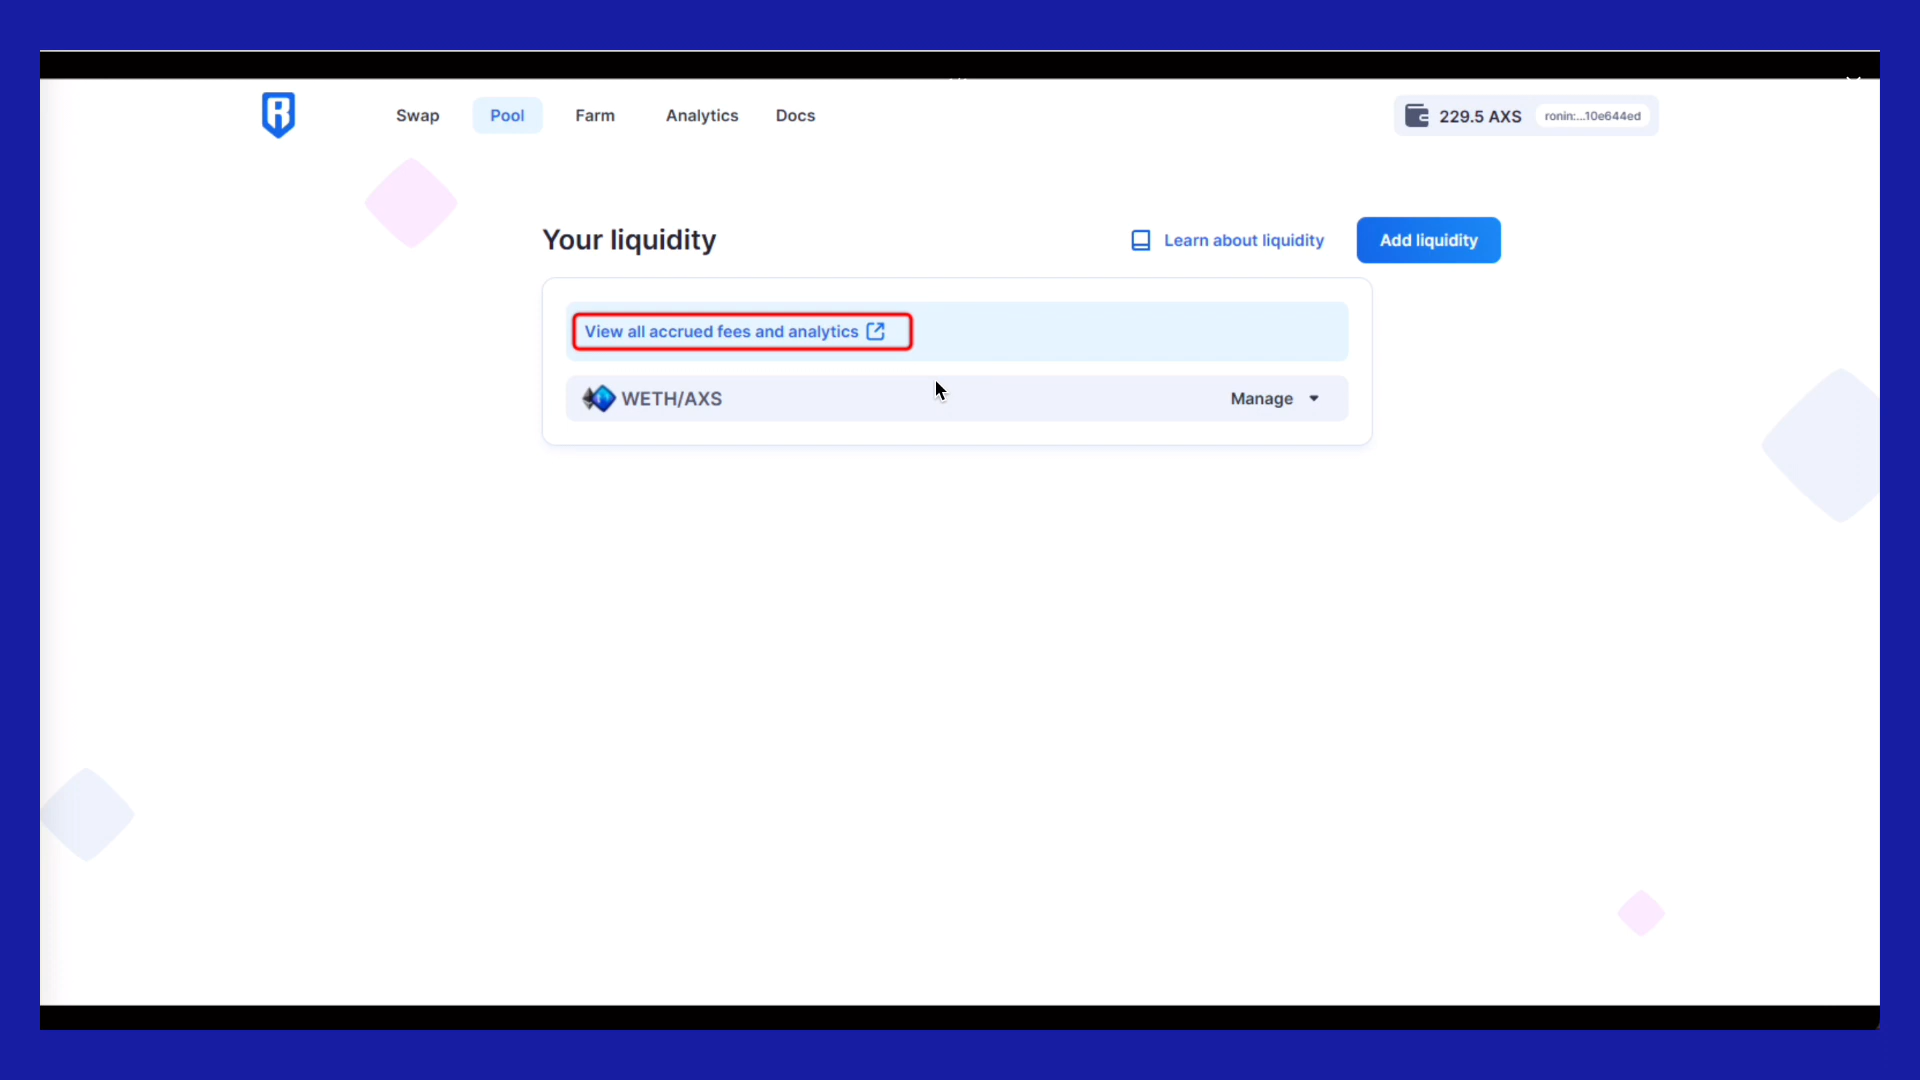 Swap Pool Farm Analytics Docs 229.5 AXS ronin:...10e644ed
Your liquidity Learn about liquidity Add liquidity
View all accrued fees and analytics
WETH/AXS Manage